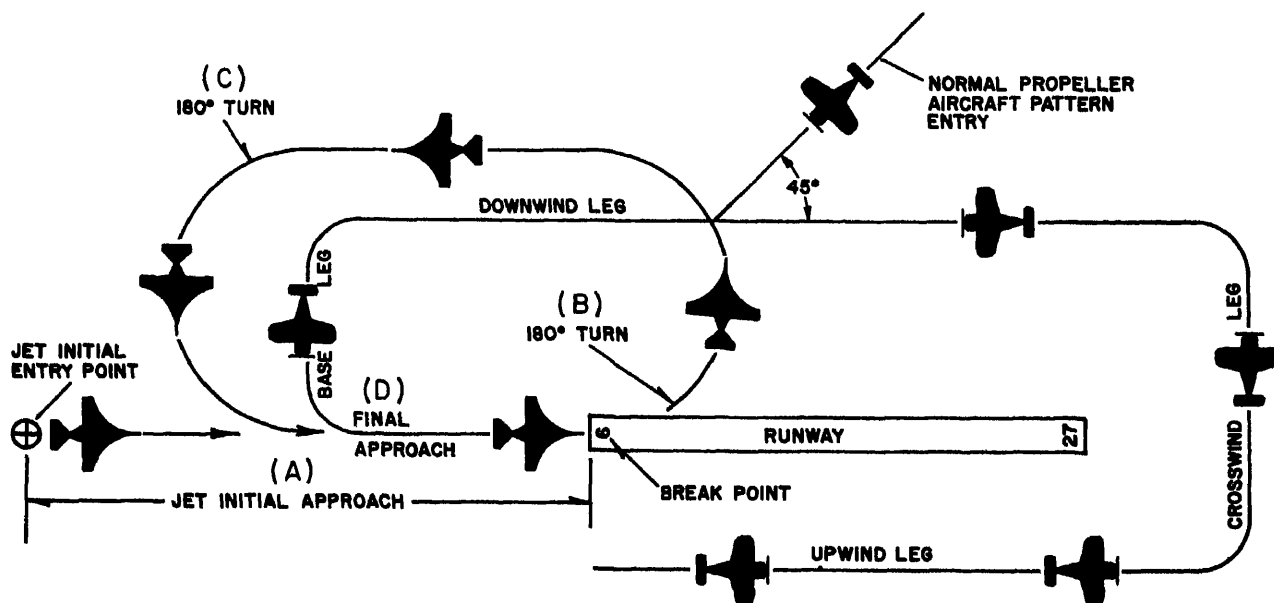 (C)
180° TURN
NORMAL PROPELLER
AIRCRAFT PATTERN
ENTRY
45°
DOWNWIND LEG
LEG
BASE
(B)
180° TURN
LEG
CROSSWIND
JET INITIAL
ENTRY POINT
(D)
FINAL
APPROACH
9
RUNWAY
27
(A)
JET INITIAL APPROACH
BREAK POINT
UPWIND LEG